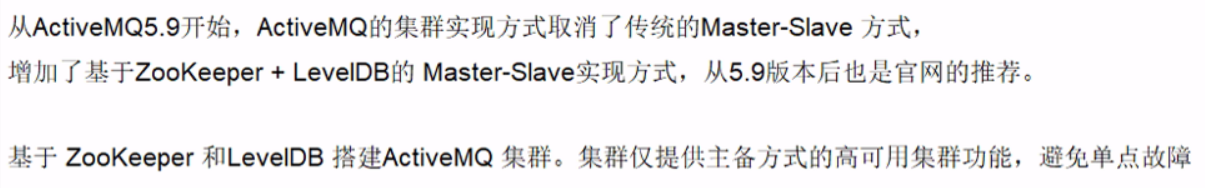 从ActiveMQ5.9开始，ActiveMQ的集群实现方式取消了传统的Master-Slave 方式，
增加了基于ZooKeeper + LevelDB的 Master-Slave实现方式，从5.9版本后也是官网的推荐。
基于 ZooKeeper 和LevelDB 搭建ActiveMQ 集群。集群仅提供主备方式的高可用集群功能，避免单点故障